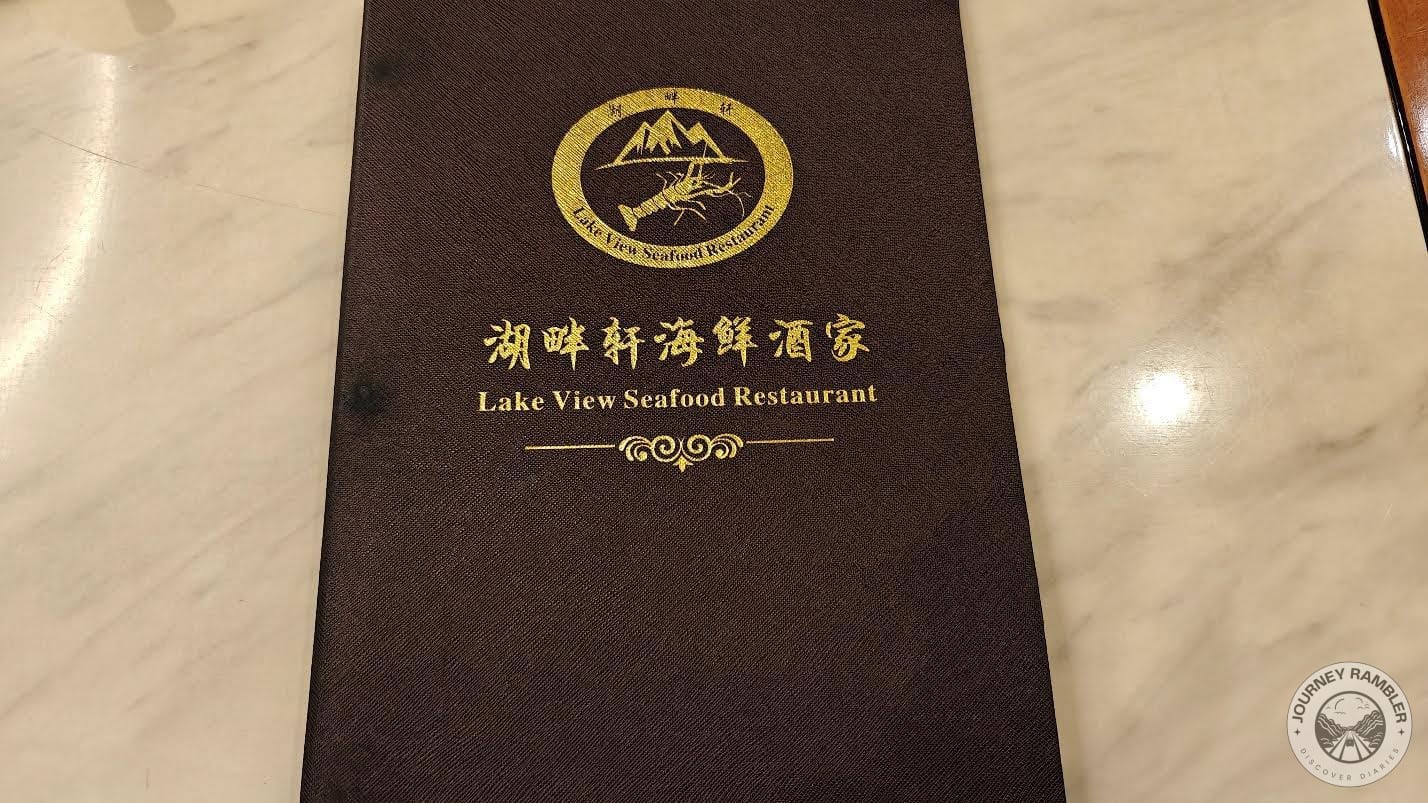 湖畔轩
Lake View Seafood Restaurant
湖畔轩海鲜酒家
Lake View Seafood Restaurant
JOURNEY RAMBLER
DISCOVER DIARIES